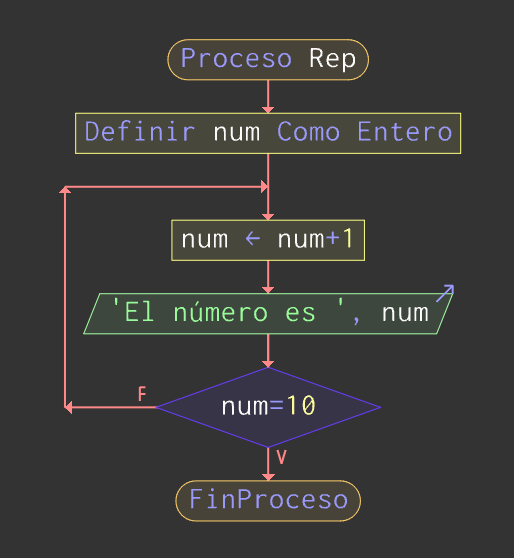 Proceso Rep
Definir num Como Entero
num ← num+1
'El número es ', num
F
num=10
V
FinProceso